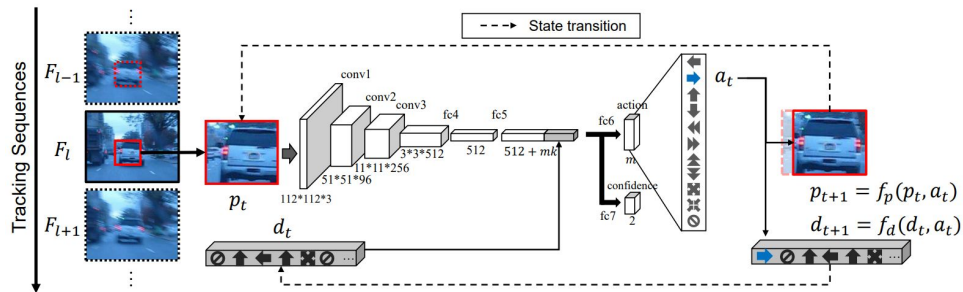 State transition
Tracking Sequences
F_{l-1}
F_l
F_{l+1}
⋮
⋮
p_t
conv1
conv2
conv3
fc4
fc5
112*112*3
51*51*96
11*11*256
3*3*512
512
512 + mk
fc6
action
m
confidence
fc7
2
a_t
d_t
...
p_{t+1} = f_p(p_t, a_t)
d_{t+1} = f_d(d_t, a_t)
...